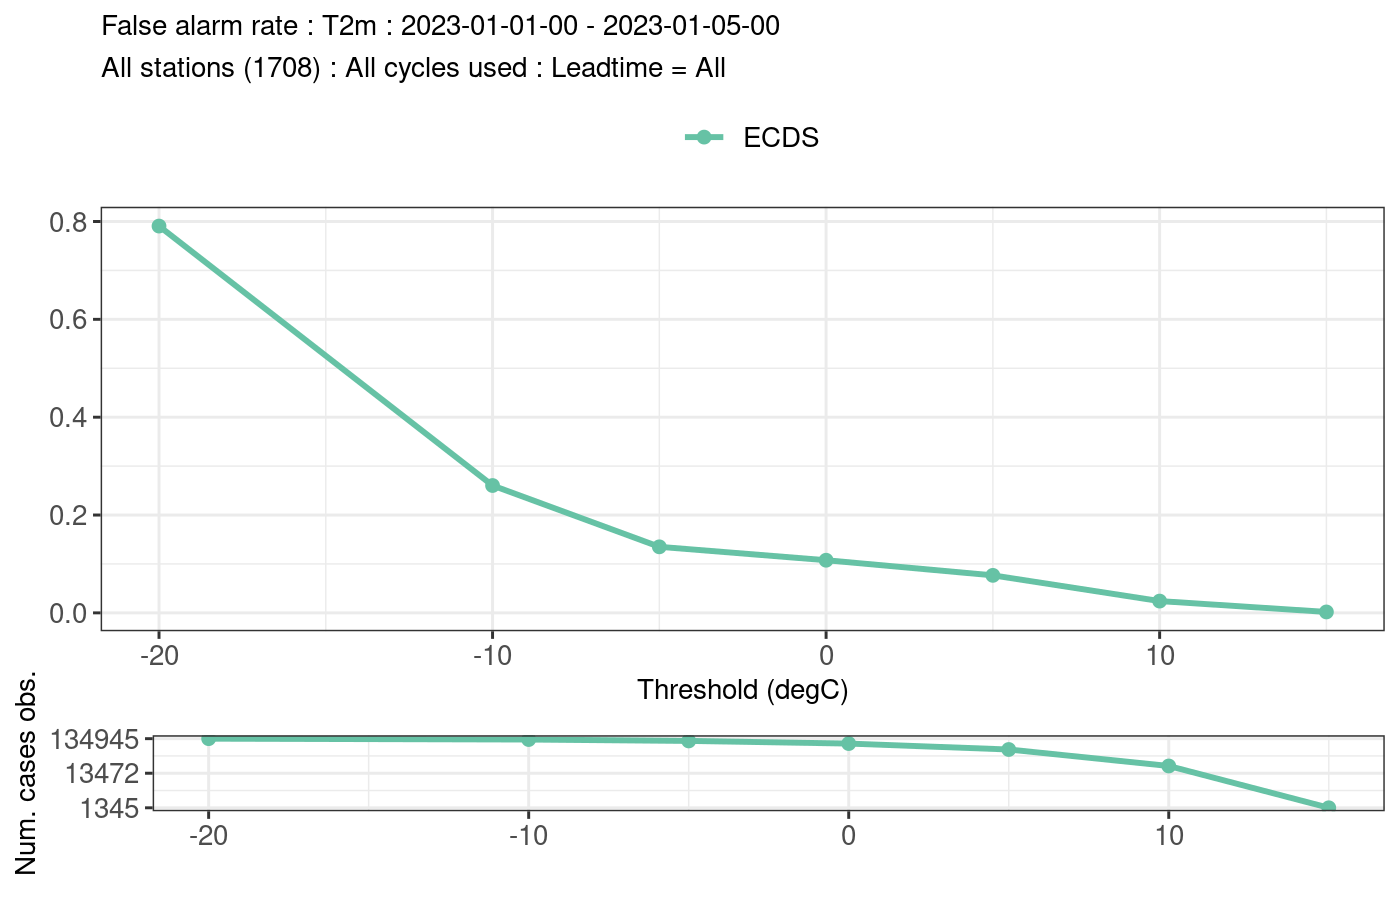 False alarm rate : T2m : 2023-01-01-00 - 2023-01-05-00
All stations (1708) : All cycles used : Leadtime = All
ECDS
0.8
0.6
0.4
0.2
0.0
-20 -10 0 10
Threshold (degC)
Num. cases obs.
134945
13472
1345
-20 -10 0 10